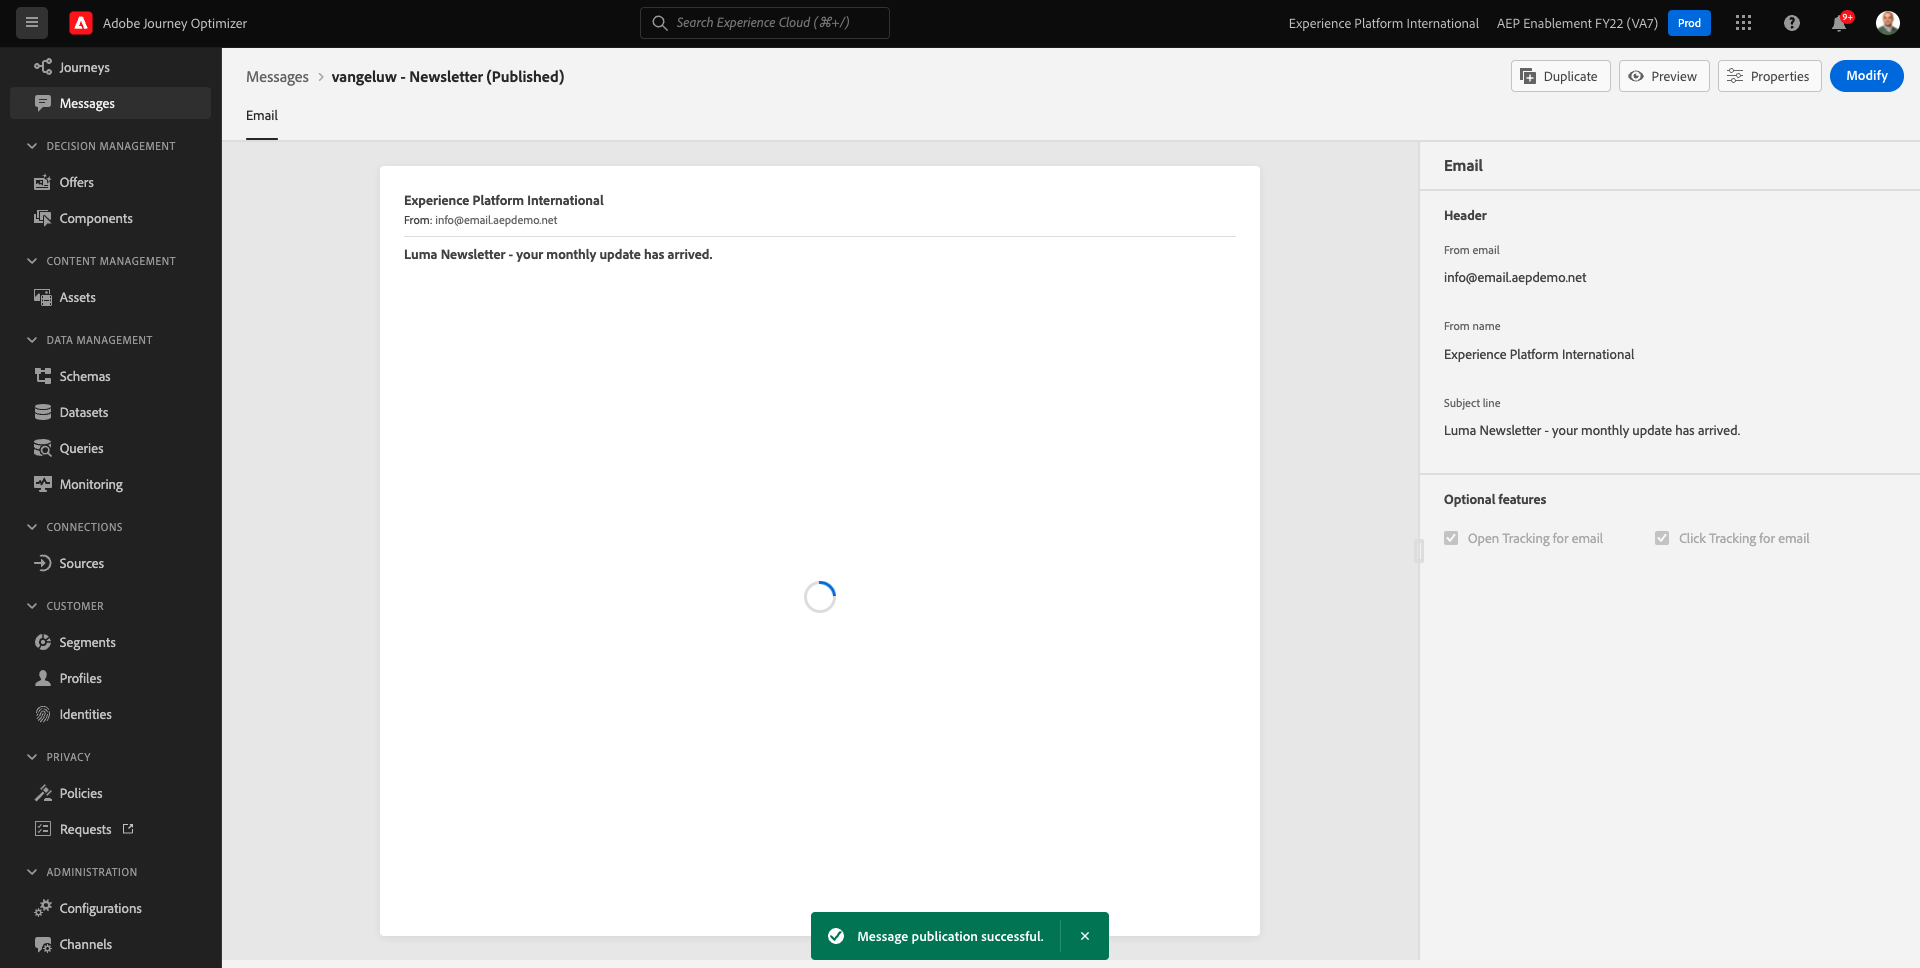 Adobe Journey Optimizer
Search Experience Cloud (⌘+/)
Experience Platform International
AEP Enablement FY22 (VA7)
Prod
9+
Journeys
Messages
DECISION MANAGEMENT
Offers
Components
CONTENT MANAGEMENT
Assets
DATA MANAGEMENT
Schemas
Datasets
Queries
Monitoring
CONNECTIONS
Sources
CUSTOMER
Segments
Profiles
Identities
PRIVACY
Policies
Requests
ADMINISTRATION
Configurations
Channels
Messages > vangeluw - Newsletter (Published)
Duplicate
Preview
Properties
Modify
Email
Experience Platform International
From: info@email.aepdemo.net
Luma Newsletter - your monthly update has arrived.
Message publication successful.
Email
Header
From email
info@email.aepdemo.net
From name
Experience Platform International
Subject line
Luma Newsletter - your monthly update has arrived.
Optional features
Open Tracking for email
Click Tracking for email